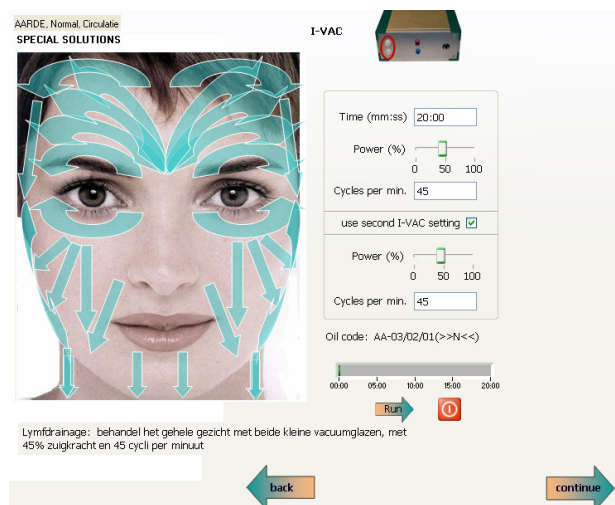 AARDE, Normal, Circulatie
SPECIAL SOLUTIONS
I-VAC
Time (mm:ss) 20:00
Power (%)
0 50 100
Cycles per min. 45
use second I-VAC setting
Power (%)
0 50 100
Cycles per min. 45
Oil code: AA-03/02/01(>>N<<)
00:00 05:00 10:00 15:00 20:00
Run
Lymfdrainage: behandel het gehele gezicht met beide kleine vacuumglazen, met
45% zuigkracht en 45 cycli per minuut
back
continue